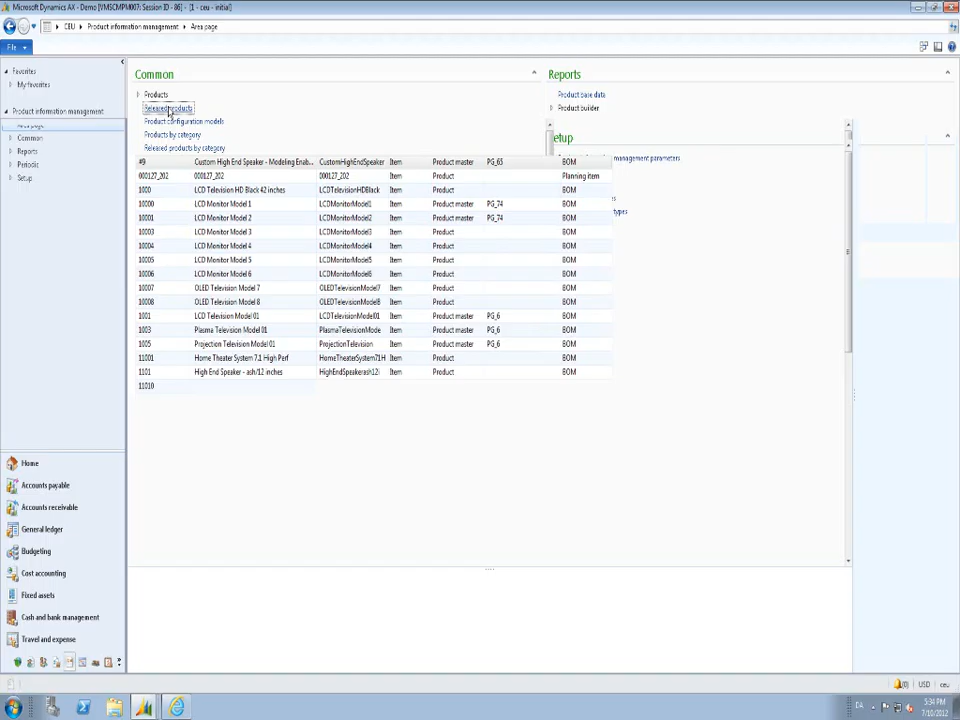 Microsoft Dynamics AX - Demo [VMSCMPM007: Session ID - 86] - [1 - ceu - initial]
CEU ▸ Product information management ▸ Area page
File
Favorites
My favorites
Product information management
Common
Reports
Periodic
Setup
Home
Accounts payable
Accounts receivable
General ledger
Budgeting
Cost accounting
Fixed assets
Cash and bank management
Travel and expense
Common
Products
Released products
Product configuration models
Products by category
Released products by category
Reports
Product base data
Product builder
etup
management parameters
types
#9 Custom High End Speaker - Modeling Enab... CustomHighEndSpeaker Item Product master PG_65 BOM
000127_202 000127_202 000127_202 Item Product Planning item
1000 LCD Television HD Black 42 inches LCDTelevisionHDBlack Item Product BOM
10000 LCD Monitor Model 1 LCDMonitorModel1 Item Product master PG_74 BOM
10001 LCD Monitor Model 2 LCDMonitorModel2 Item Product master PG_74 BOM
10003 LCD Monitor Model 3 LCDMonitorModel3 Item Product BOM
10004 LCD Monitor Model 4 LCDMonitorModel4 Item Product BOM
10005 LCD Monitor Model 5 LCDMonitorModel5 Item Product BOM
10006 LCD Monitor Model 6 LCDMonitorModel6 Item Product BOM
10007 OLED Television Model 7 OLEDTelevisionModel7 Item Product BOM
10008 OLED Television Model 8 OLEDTelevisionModel8 Item Product BOM
1001 LCD Television Model 01 LCDTelevisionModel01 Item Product master PG_6 BOM
1003 Plasma Television Model 01 PlasmaTelevisionMode Item Product master PG_6 BOM
1005 Projection Television Model 01 ProjectionTelevision Item Product master PG_6 BOM
11001 Home Theater System 7.1 High Perf HomeTheaterSystem71H Item Product BOM
1101 High End Speaker - ash/12 inches HighEndSpeakerash12i Item Product BOM
11010
(0) USD ceu
DA 5:34 PM
7/10/2012